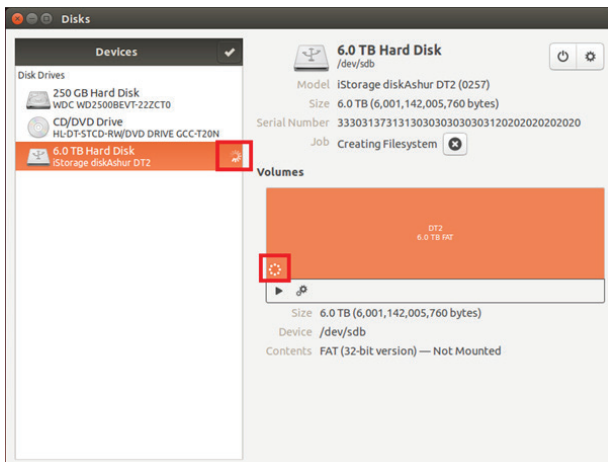 Disks
Devices
Disk Drives
250 GB Hard Disk
WDC WD2500BEVT-22ZCT0
CD/DVD Drive
HL-DT-STCD-RW/DVD DRIVE GCC-T20N
6.0 TB Hard Disk
iStorage diskAshur DT2
6.0 TB Hard Disk
/dev/sdb
Model iStorage diskAshur DT2 (0257)
Size 6.0 TB (6,001,142,005,760 bytes)
Serial Number 33303137313130303030303031202020202020
Job Creating Filesystem
Volumes
DT2
6.0 TB FAT
Size 6.0 TB (6,001,142,005,760 bytes)
Device /dev/sdb
Contents FAT (32-bit version) — Not Mounted